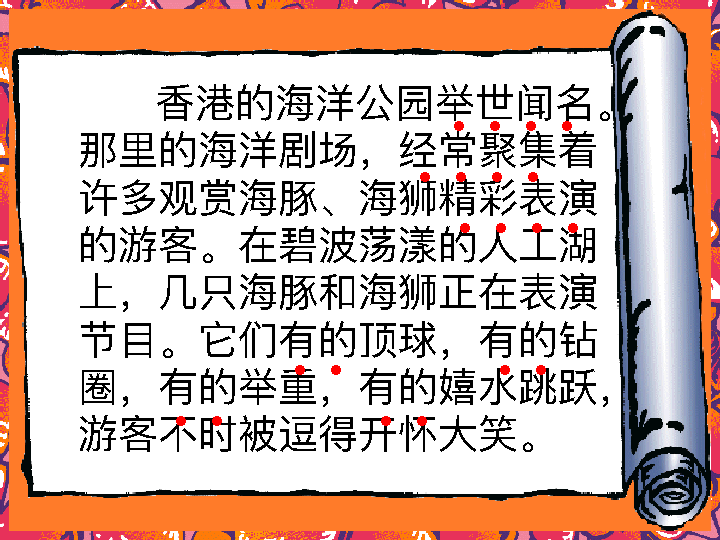 香港的海洋公园举世闻名。
那里的海洋剧场，经常聚集着
许多观赏海豚、海狮精彩表演
的游客。在碧波荡漾的人工湖
上，几只海豚和海狮正在表演
节目。它们有的顶球，有的钻
圈，有的举重，有的嬉水跳跃，
游客不时被逗得开怀大笑。